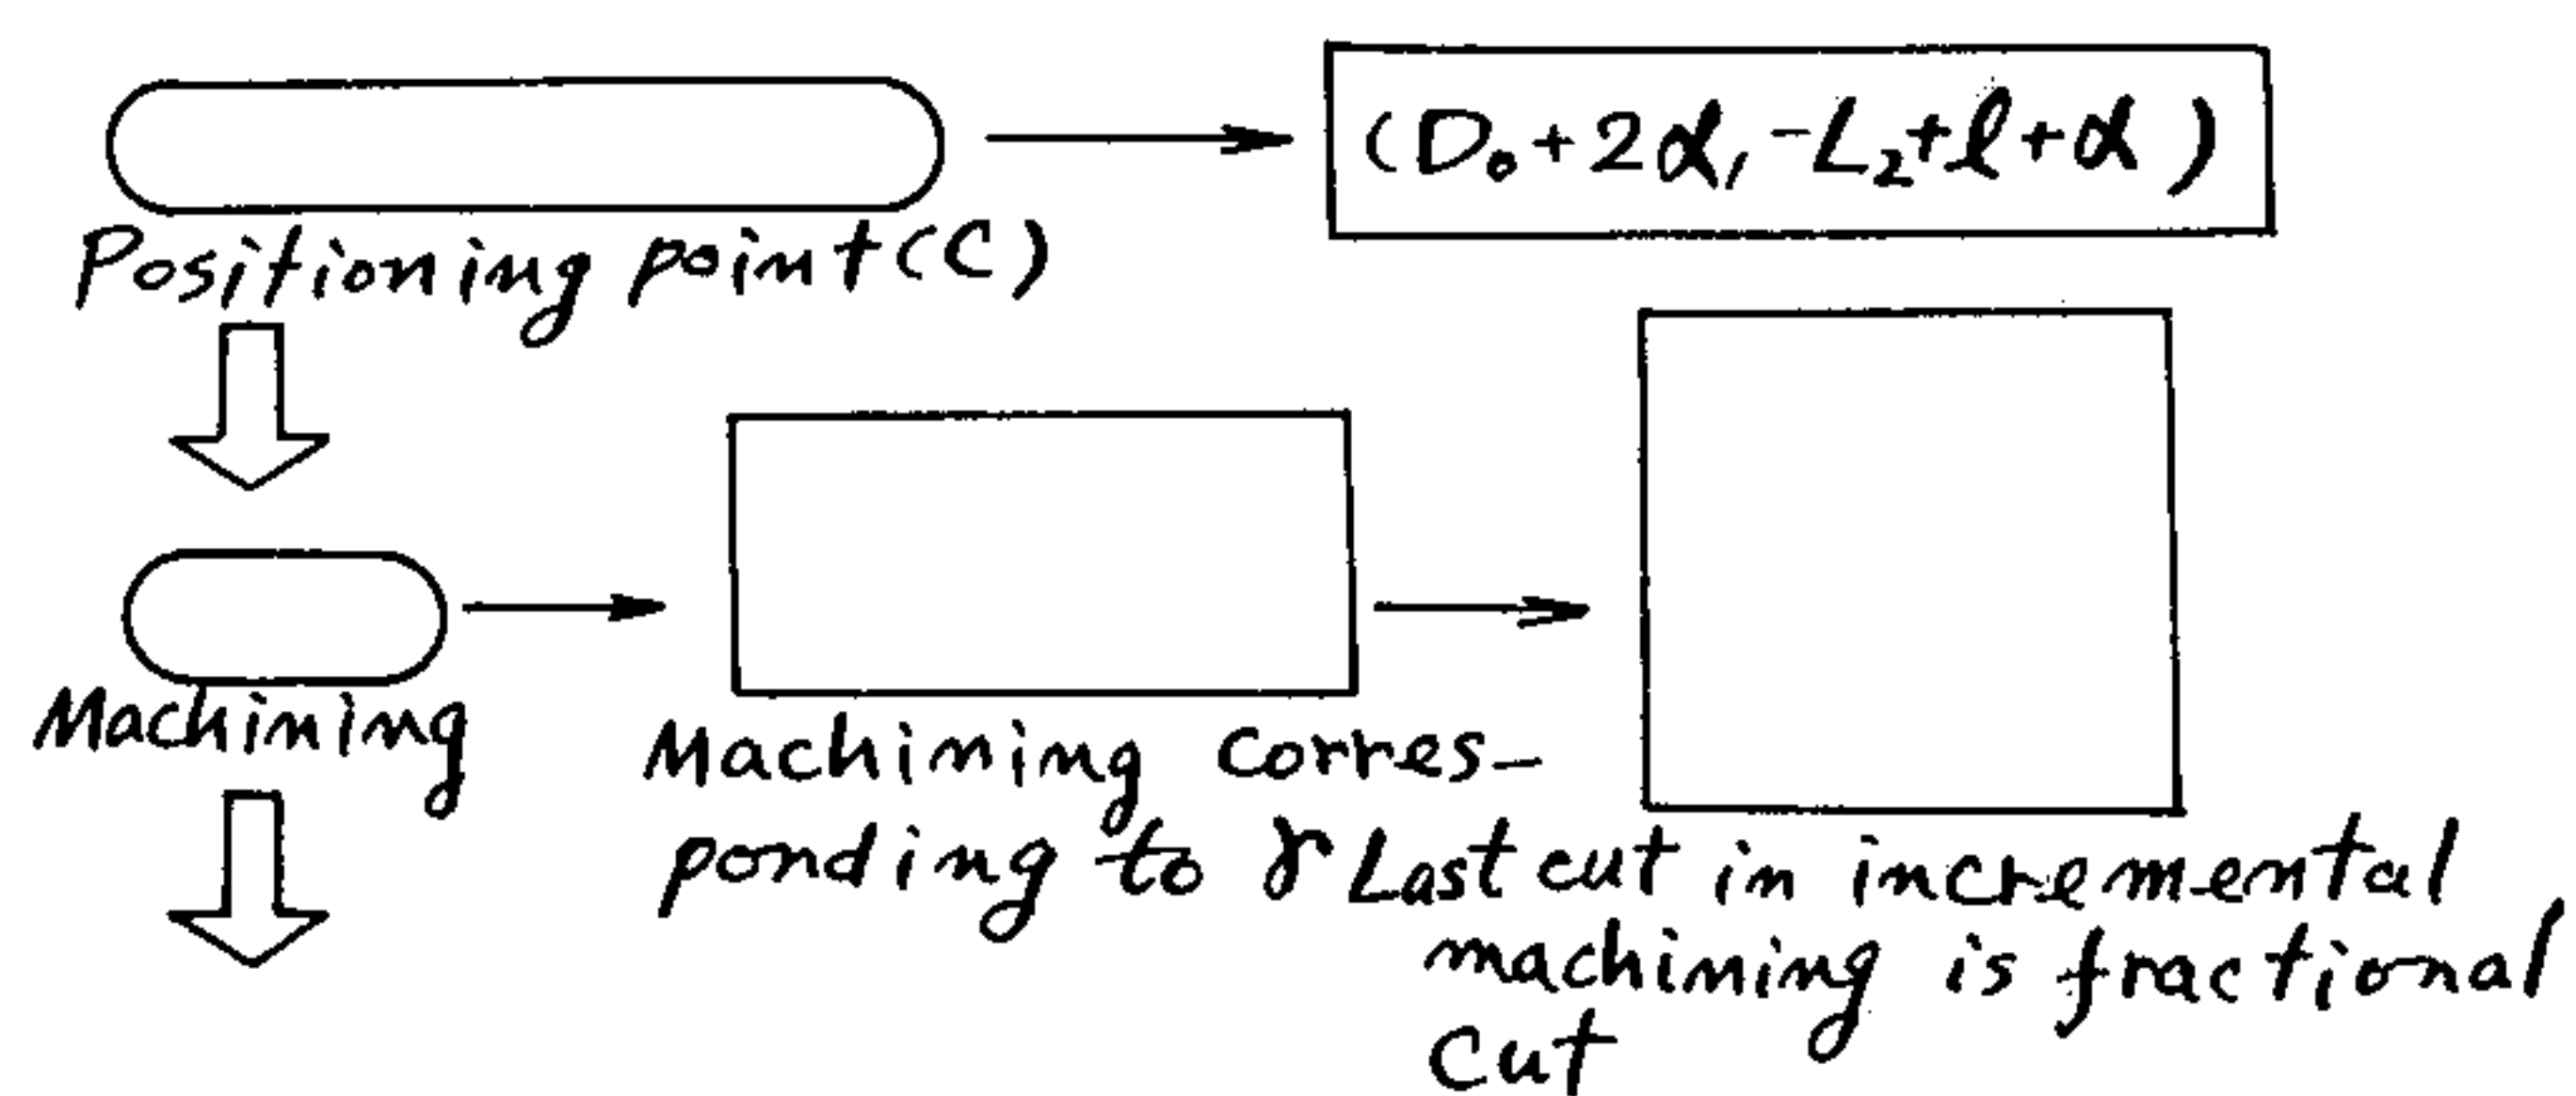 (D₀+2α₁-L₂+l+α)
Positioning point(C)
Machining
Machining corres-
ponding to γ
Last cut in incremental
machining is fractional
cut